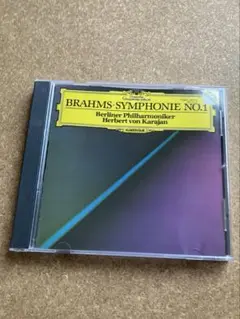 BRAHMS·SYMPHONIE NO.1
Berliner Philharmoniker
Herbert von Karajan